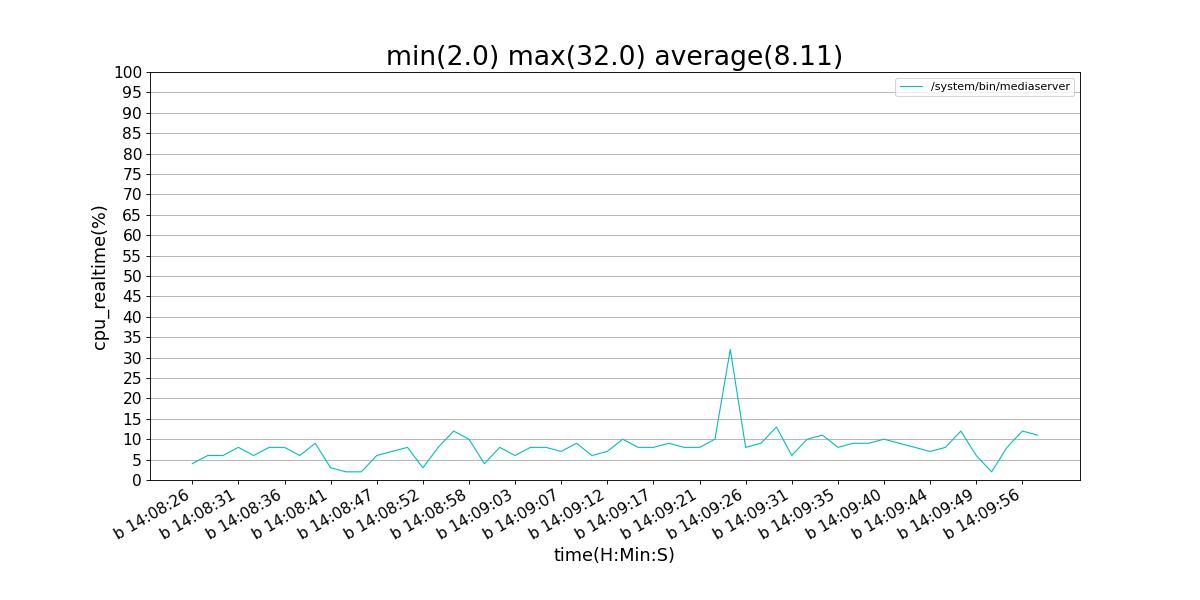 min(2.0) max(32.0) average(8.11)
/system/bin/mediaserver
100
95
90
85
80
75
70
65
60
55
50
45
40
35
30
25
20
15
10
5
0
cpu_realtime(%)
b 14:08:26
b 14:08:31
b 14:08:36
b 14:08:41
b 14:08:47
b 14:08:52
b 14:08:58
b 14:09:03
b 14:09:07
b 14:09:12
b 14:09:17
b 14:09:21
b 14:09:26
b 14:09:31
b 14:09:35
b 14:09:40
b 14:09:44
b 14:09:49
b 14:09:56
time(H:Min:S)